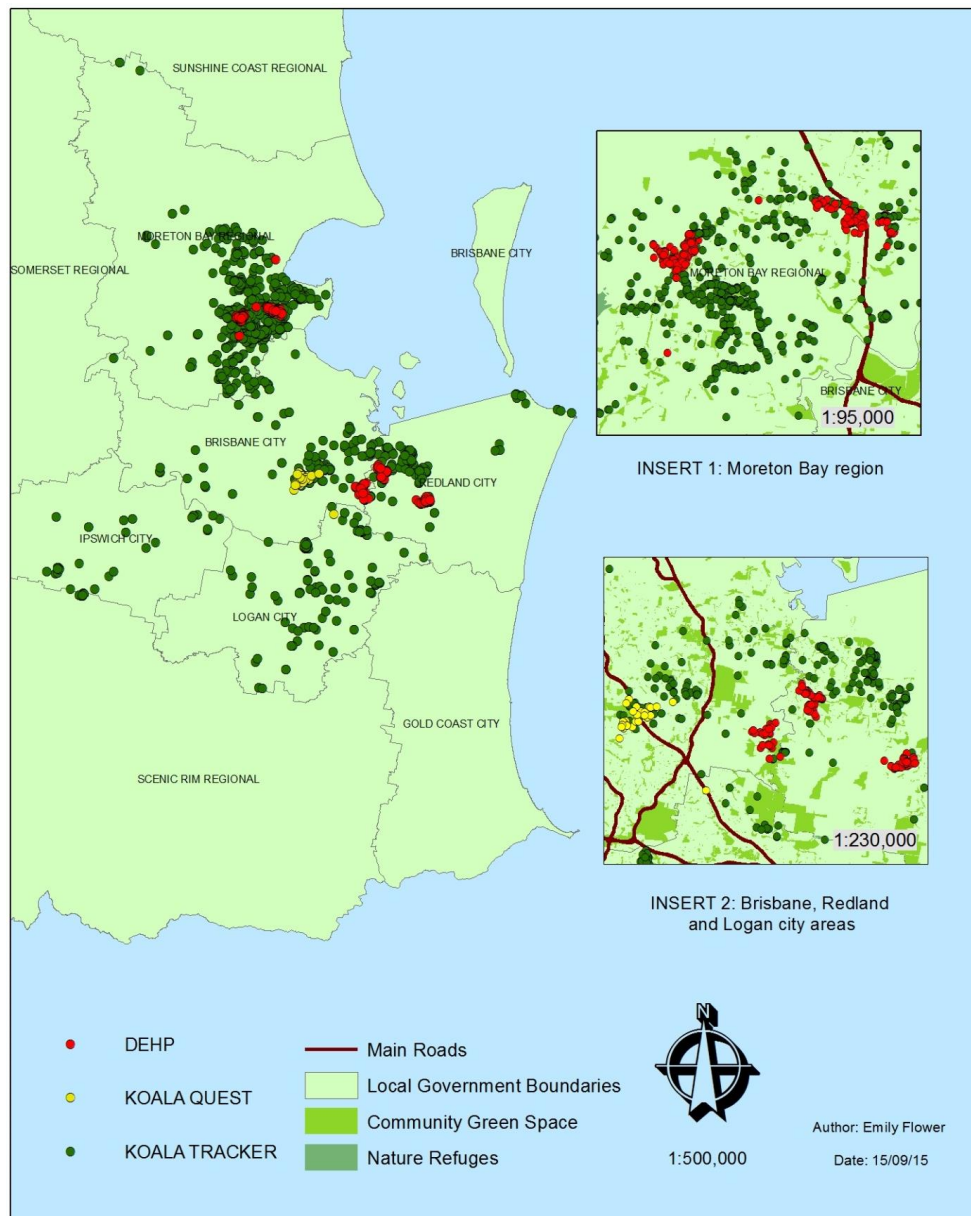 SUNSHINE COAST REGIONAL
MORETON BAY REGIONAL
SOMERSET REGIONAL
BRISBANE CITY
BRISBANE CITY
REDLAND CITY
IPSWICH CITY
LOGAN CITY
GOLD COAST CITY
SCENIC RIM REGIONAL
MORETON BAY REGIONAL
BRISBANE CITY
1:95,000
INSERT 1: Moreton Bay region
1:230,000
INSERT 2: Brisbane, Redland
and Logan city areas
DEHP
KOALA QUEST
KOALA TRACKER
Main Roads
Local Government Boundaries
Community Green Space
Nature Refuges
N
1:500,000
Author: Emily Flower
Date: 15/09/15